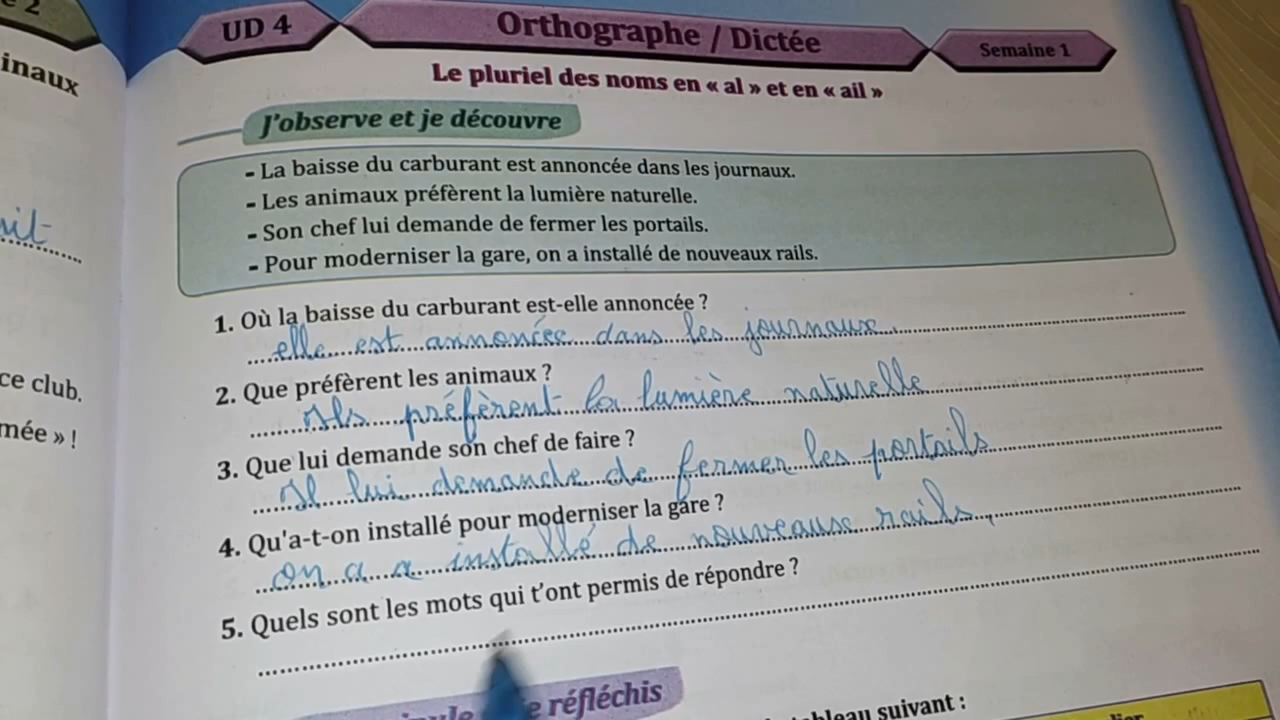 UD 4
Orthographe / Dictée
Semaine 1
inaux
Le pluriel des noms en « al » et en « ail »
J'observe et je découvre
- La baisse du carburant est annoncée dans les journaux.
- Les animaux préfèrent la lumière naturelle.
- Son chef lui demande de fermer les portails.
- Pour moderniser la gare, on a installé de nouveaux rails.
1. Où la baisse du carburant est-elle annoncée ?
elle est annoncée dans les journaux.
2. Que préfèrent les animaux ?
Ils préfèrent la lumière naturelle
ce club.
3. Que lui demande son chef de faire ?
Il lui demande de fermer les portails
mée » !
4. Qu'a-t-on installé pour moderniser la gare ?
on a a installé de nouveaux rails.
5. Quels sont les mots qui t'ont permis de répondre ?
réfléchis
suivant :